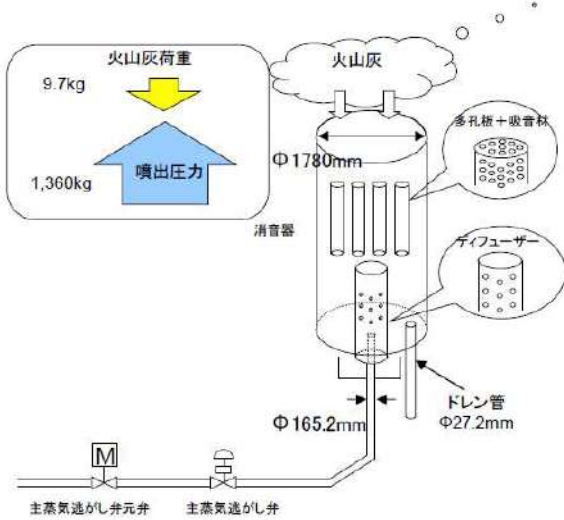 火山灰荷重
9.7kg
噴出圧力
1,360kg
火山灰
Φ1780mm
多孔板+吸音材
消音器
ディフューザー
Φ165.2mm
ドレン管
Φ27.2mm
M
主蒸気逃がし弁元弁
主蒸気逃がし弁